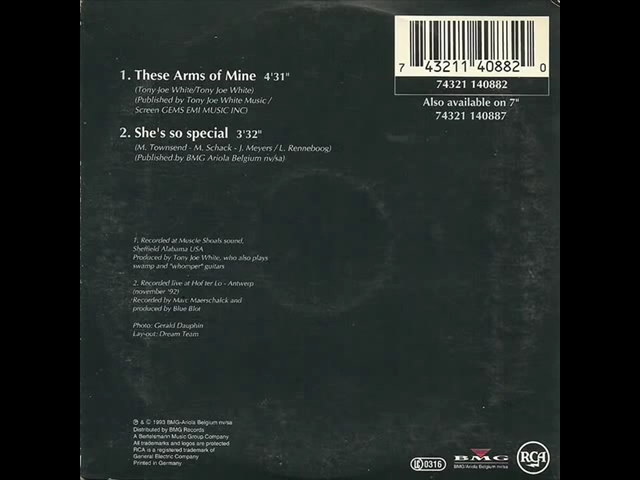 1. These Arms of Mine 4'31"
(Tony-Joe White/Tony Joe White)
(Published by Tony Joe White Music /
Screen GEMS EMI MUSIC INC)
2. She's so special 3'32"
(M. Townsend - M. Schack - J. Meyers / L. Renneboog)
(Published by BMG Ariola Belgium nv/sa)
7 43211 40882 0
74321 140882
Also available on 7"
74321 140887
1. Recorded at Muscle Shoals sound,
Sheffield Alabama USA
Produced by Tony Joe White, who also plays
swamp and "whomper" guitars
2. Recorded live at Hof ter Lo - Antwerp
(november '92)
Recorded by Marc Maerschalck and
produced by Blue Blot
Photo: Gerald Dauphin
Lay-out: Dream Team
℗ & © 1993 BMG-Ariola Belgium nv/sa
Distributed by BMG Records
A Bertelsmann Music Group Company
All trademarks and logos are protected
RCA is a registered trademark of
General Electric Company
Printed in Germany
LC 0316
BMG
BMG/Ariola Belgium nv/sa
RCA